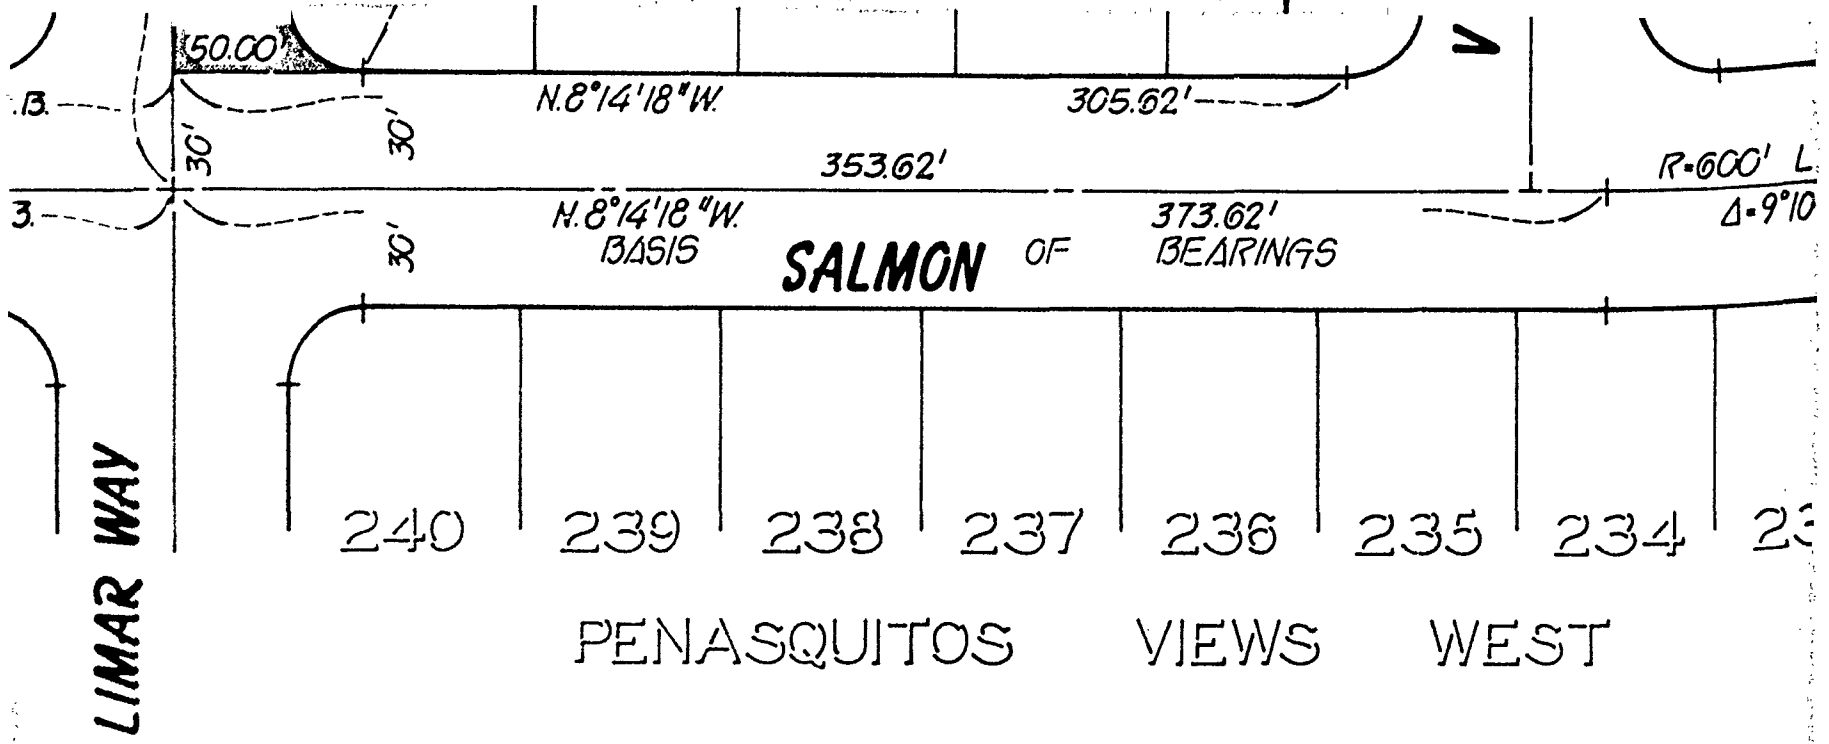 50.00'
V
.B.
N.8°14'18"W.
305.62'
30'
30'
353.62'
R=600' L
3.
N.8°14'18"W.
373.62'
Δ=9°10
30'
BASIS OF BEARINGS
SALMON
LIMAR WAY
240 239 238 237 236 235 234 23
PENASQUITOS VIEWS WEST